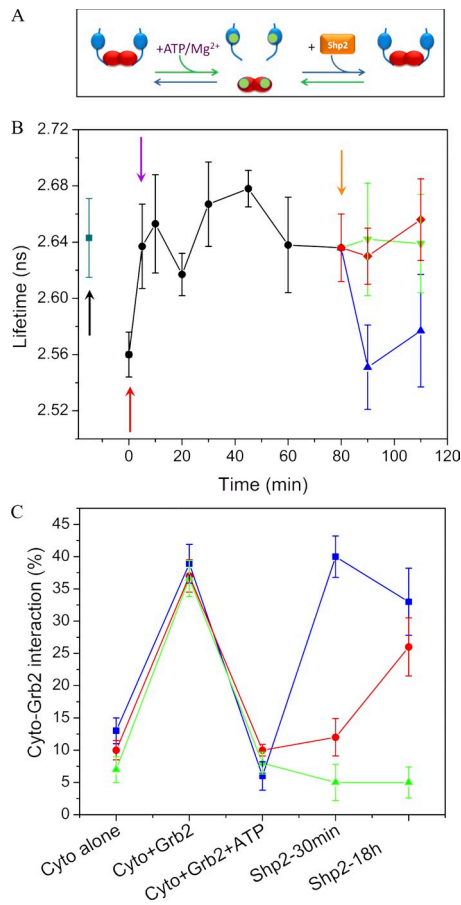 A
+ATP/Mg²⁺
+ Shp2
B
2.72
2.68
2.64
2.60
2.56
2.52
Lifetime (ns)
0 20 40 60 80 100 120
Time (min)
C
45
40
35
30
25
20
15
10
5
0
Cyto-Grb2 interaction (%)
Cyto alone
Cyto+Grb2
Cyto+Grb2+ATP
Shp2-30min
Shp2-18h